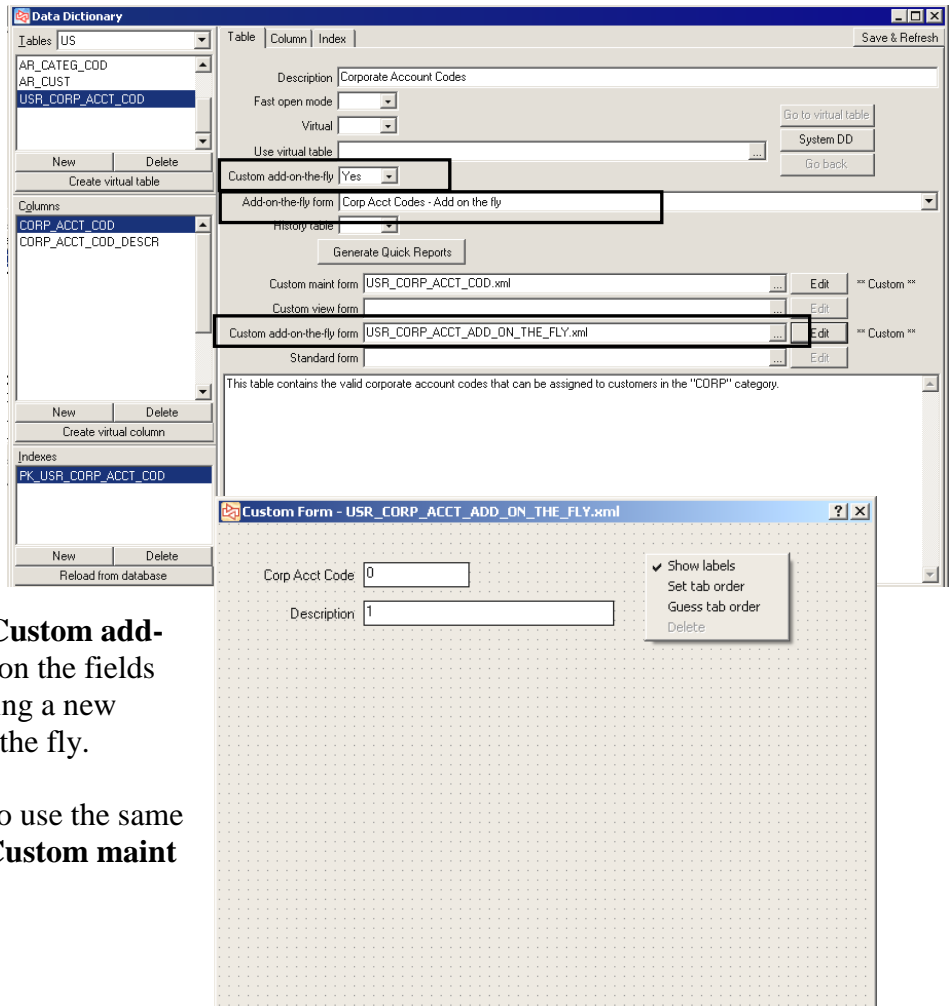 Data Dictionary
Tables US
AR_CATEG_COD
AR_CUST
USR_CORP_ACCT_COD
New Delete
Create virtual table
Columns
CORP_ACCT_COD
CORP_ACCT_COD_DESCR
New Delete
Create virtual column
Indexes
PK_USR_CORP_ACCT_COD
New Delete
Reload from database
Table Column Index Save & Refresh
Description Corporate Account Codes
Fast open mode
Virtual
Use virtual table ...
Go to virtual table
System DD
Go back
Custom add-on-the-fly Yes
Add-on-the-fly form Corp Acct Codes - Add on the fly
History table
Generate Quick Reports
Custom maint form USR_CORP_ACCT_COD.xml ... Edit ** Custom **
Custom view form ... Edit
Custom add-on-the-fly form USR_CORP_ACCT_ADD_ON_THE_FLY.xml ... Edit ** Custom **
Standard form ... Edit
This table contains the valid corporate account codes that can be assigned to customers in the "CORP" category.
Custom Form - USR_CORP_ACCT_ADD_ON_THE_FLY.xml
Corp Acct Code 0
Description 1
Show labels
Set tab order
Guess tab order
Delete
Custom add-
on the fields
ing a new
the fly.
o use the same
Custom maint